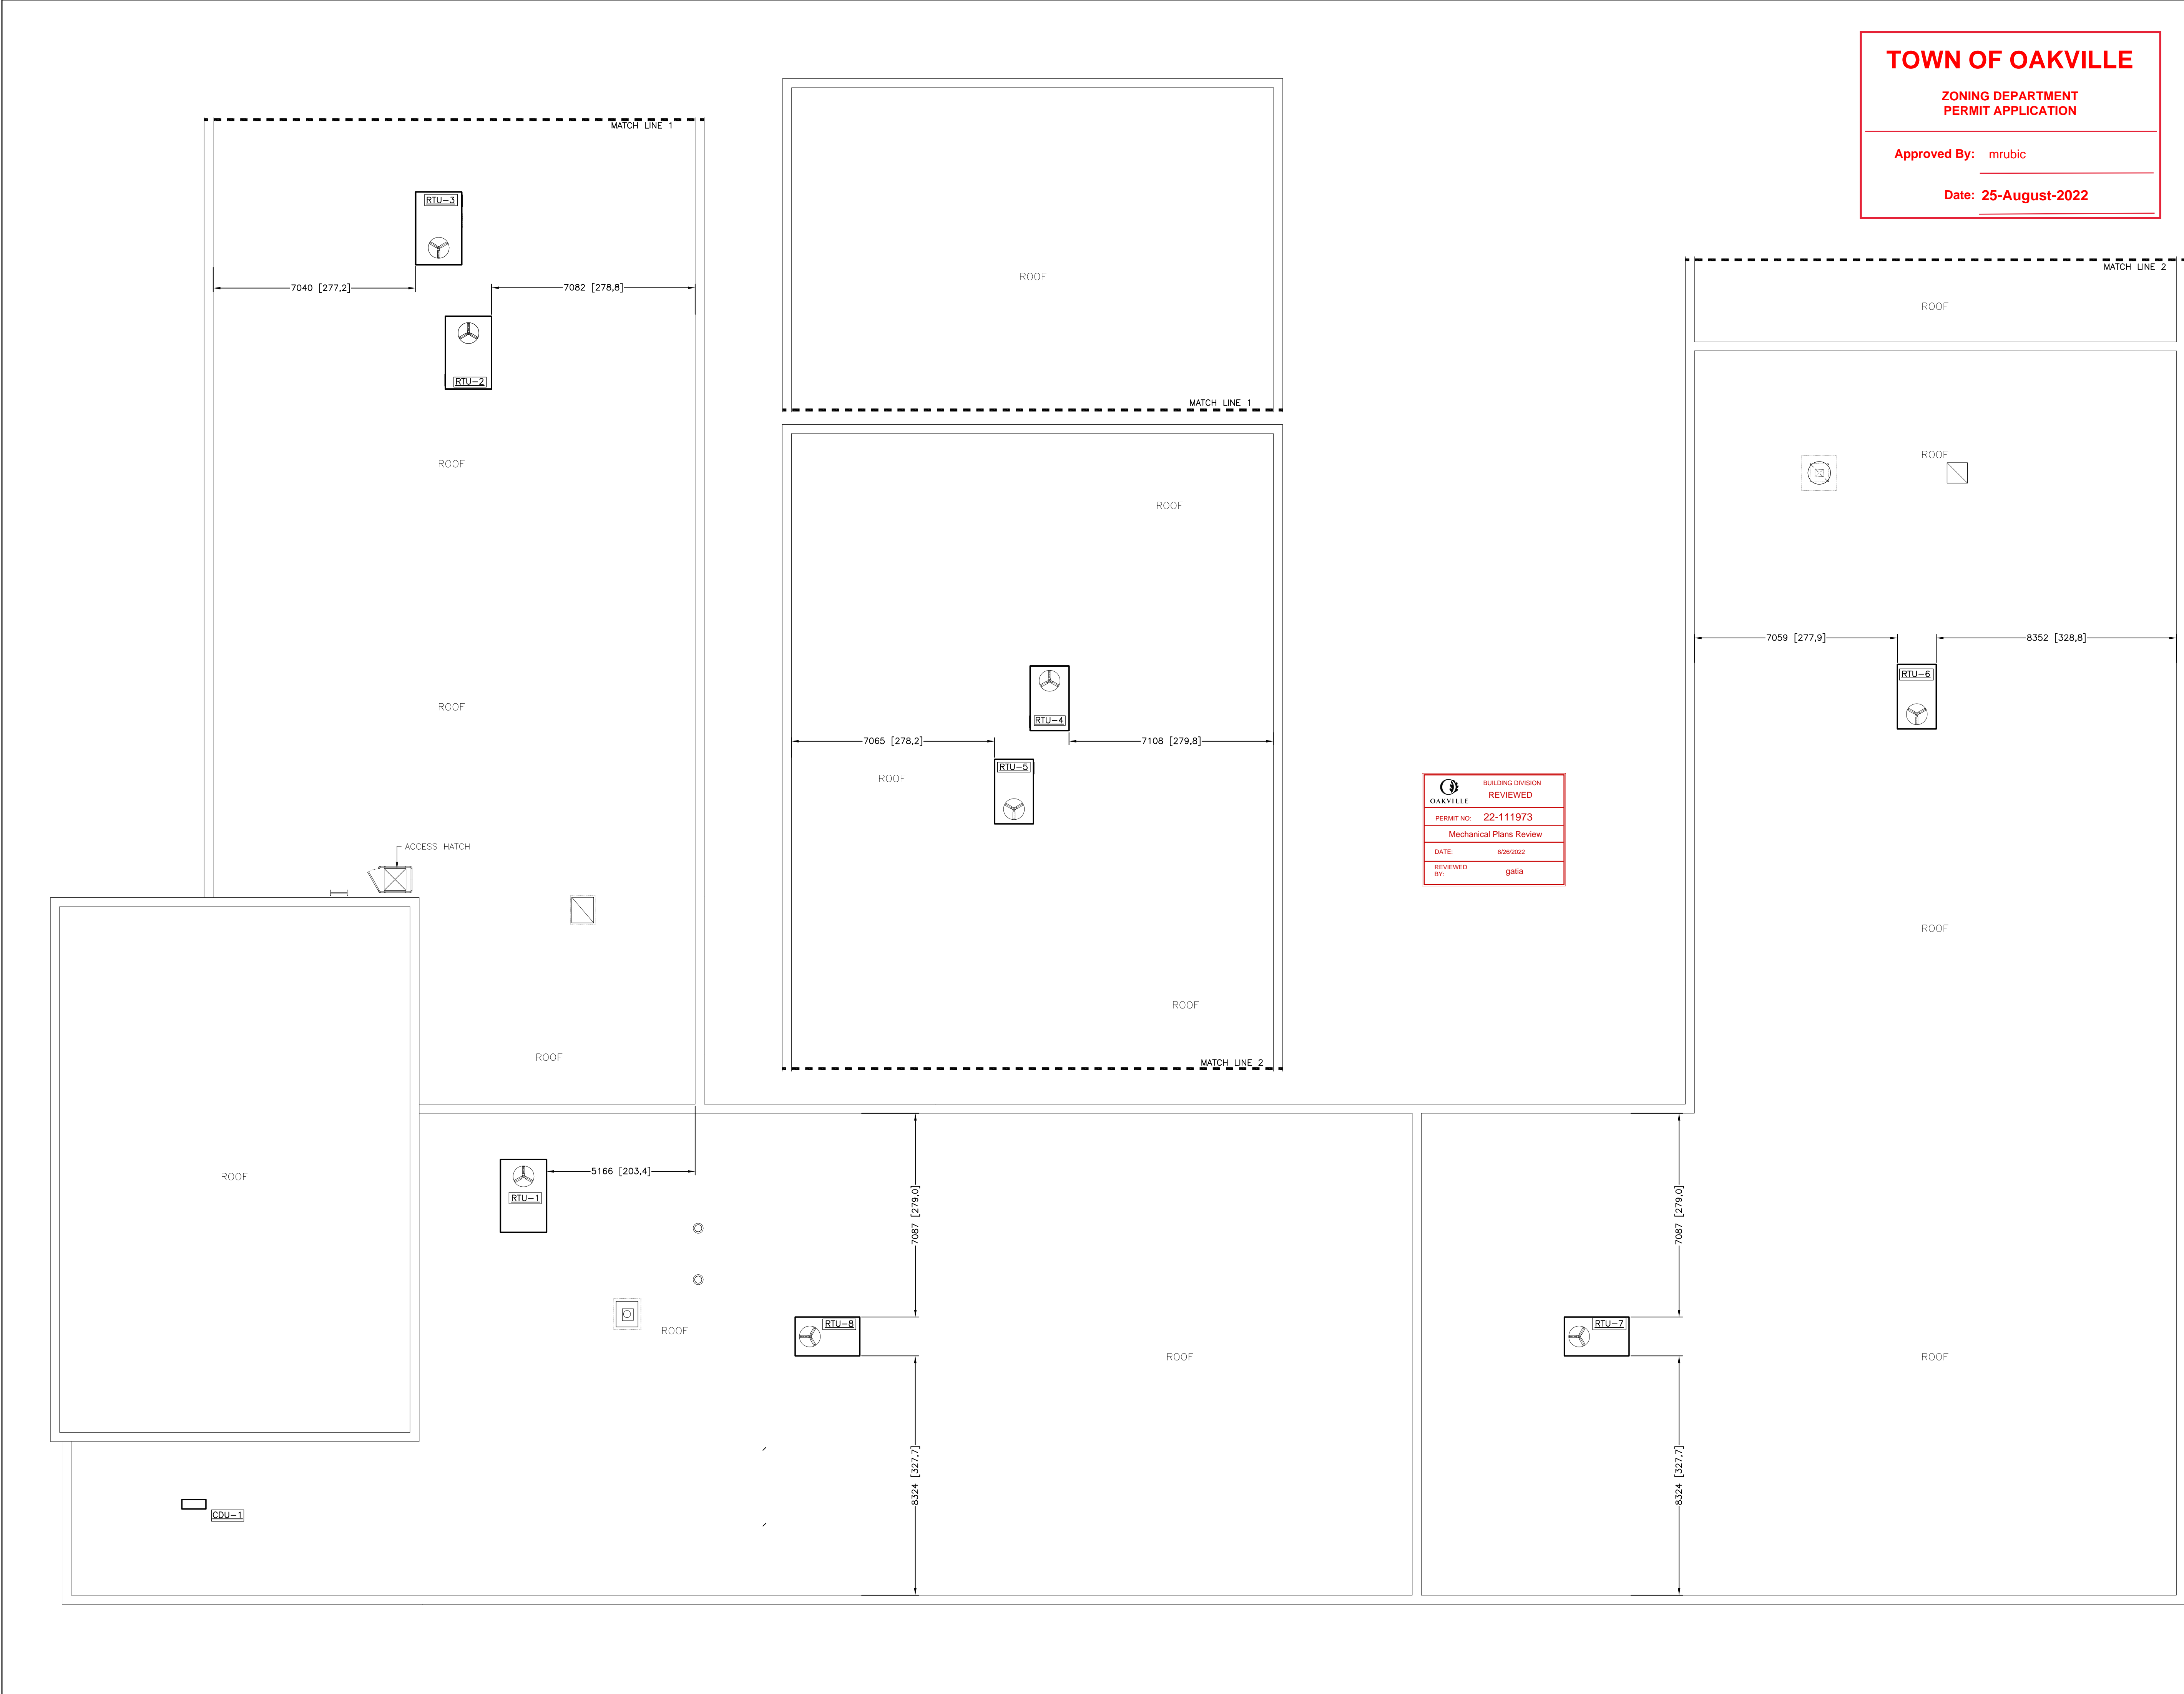 TOWN OF OAKVILLE
ZONING DEPARTMENT
PERMIT APPLICATION
Approved By: mrubic
Date: 25-August-2022
MATCH LINE 1
RTU-3
7040 [277,2]
7082 [278,8]
RTU-2
ROOF
ROOF
ACCESS HATCH
ROOF
ROOF
MATCH LINE 1
ROOF
RTU-4
7065 [278,2]
7108 [279,8]
RTU-5
ROOF
ROOF
MATCH LINE 2
MATCH LINE 2
ROOF
ROOF
7059 [277,9]
8352 [328,8]
RTU-6
ROOF
OAKVILLE
BUILDING DIVISION
REVIEWED
PERMIT NO: 22-111973
Mechanical Plans Review
DATE: 8/26/2022
REVIEWED
BY: gatia
ROOF
5166 [203,4]
RTU-1
ROOF
7087 [279,0]
RTU-8
8324 [327,7]
ROOF
7087 [279,0]
RTU-7
8324 [327,7]
ROOF
CDU-1